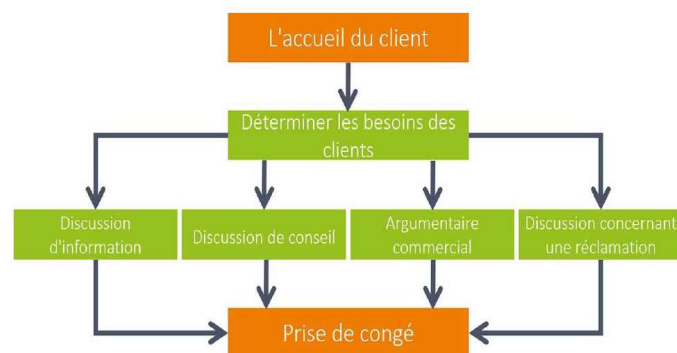 L'accueil du client
Déterminer les besoins des
clients
Discussion
d'information
Discussion de conseil
Argumentaire
commercial
Discussion concernant
une réclamation
Prise de congé